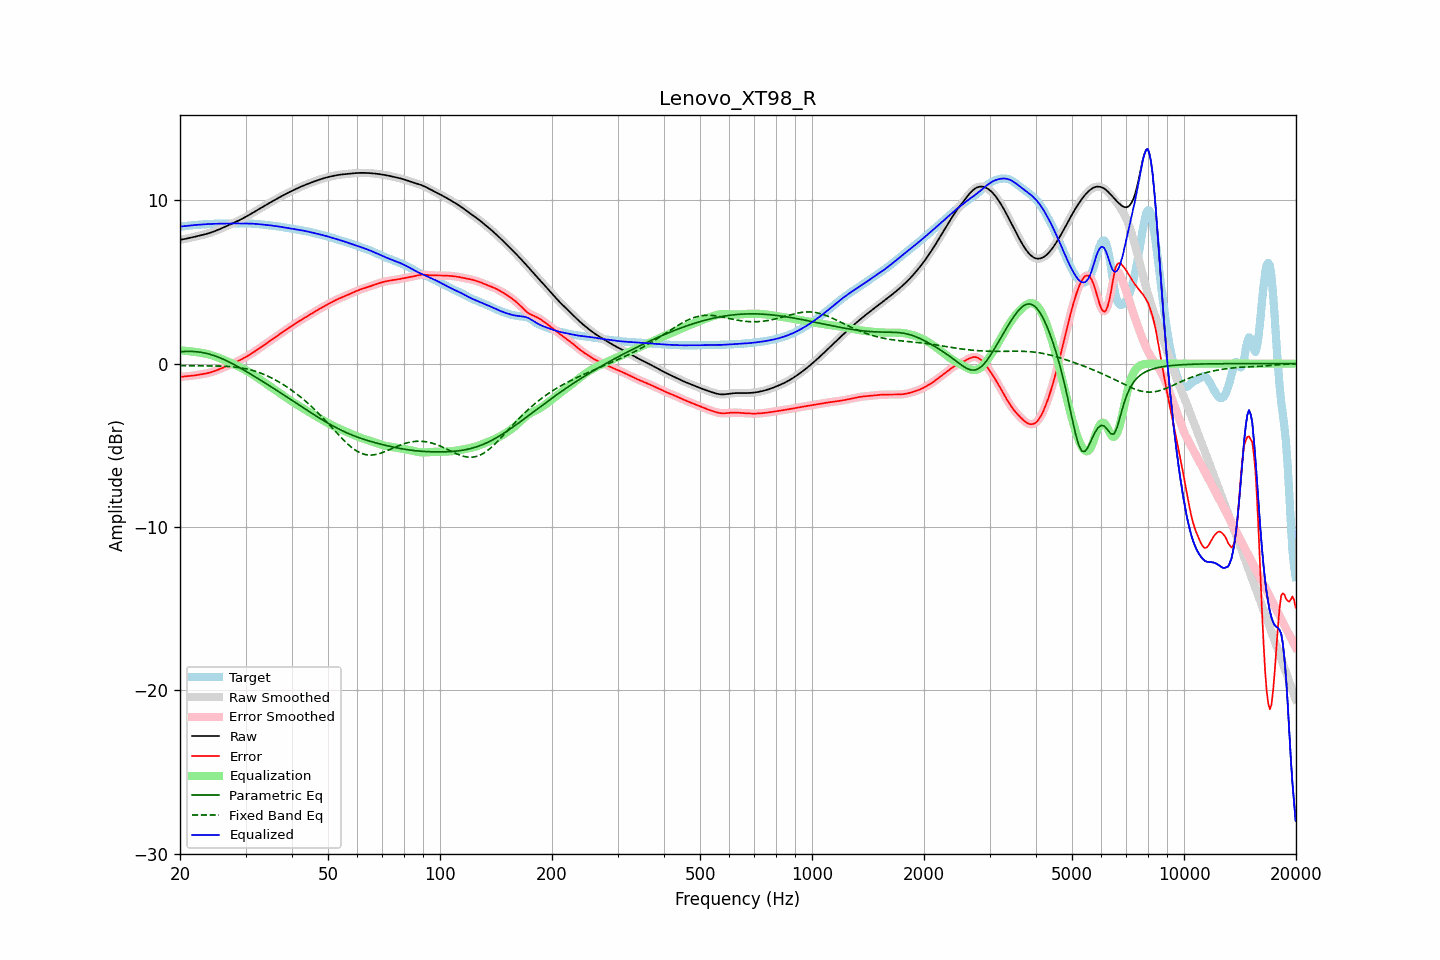 Lenovo_XT98_R
Amplitude (dBr)
10
0
−10
−20
−30
Target
Raw Smoothed
Error Smoothed
Raw
Error
Equalization
Parametric Eq
Fixed Band Eq
Equalized
20 50 100 200 500 1000 2000 5000 10000 20000
Frequency (Hz)